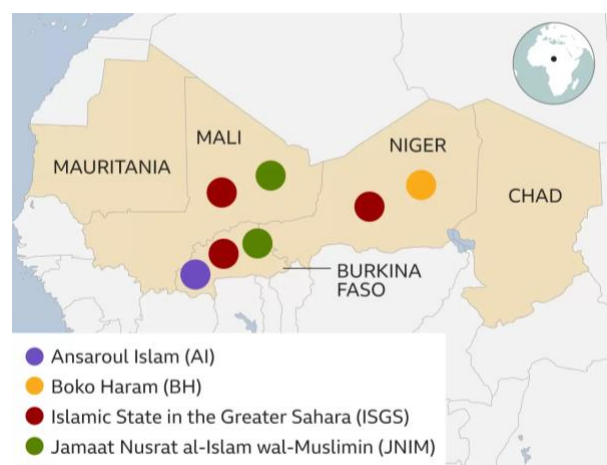 MALI
NIGER
MAURITANIA
CHAD
BURKINA
FASO
Ansaroul Islam (AI)
Boko Haram (BH)
Islamic State in the Greater Sahara (ISGS)
Jamaat Nusrat al-Islam wal-Muslimin (JNIM)